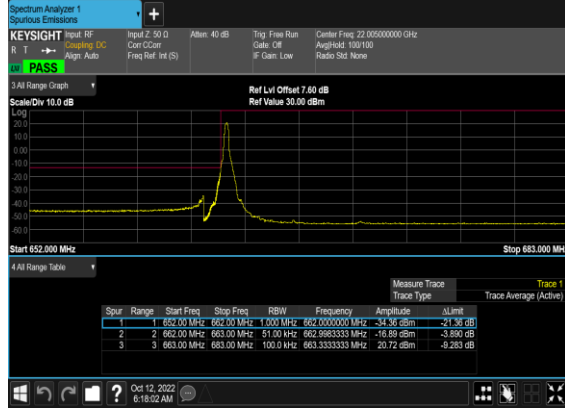 Spectrum Analyzer 1
Spurious Emissions
KEYSIGHT
R T
LXI
PASS
Input: RF
Coupling: DC
Align: Auto
Input Z: 50 Ω
Corr CCorr
Freq Ref: Int (S)
Atten: 40 dB
Trig: Free Run
Gate: Off
IF Gain: Low
Center Freq: 22.005000000 GHz
Avg|Hold: 100/100
Radio Std: None
3 All Range Graph
Scale/Div 10.0 dB
Ref Lvl Offset 7.60 dB
Ref Value 30.00 dBm
Log
20.0
10.0
0.00
-10.0
-20.0
-30.0
-40.0
-50.0
-60.0
Start 652.000 MHz
Stop 683.000 MH
4 All Range Table
Measure Trace Trace 1
Trace Type Trace Average (Active)
Spur Range Start Freq Stop Freq RBW Frequency Amplitude ΔLimit
1 1 652.00 MHz 662.00 MHz 1.000 MHz 662.0000000 MHz -34.36 dBm -21.36 dB
2 2 662.00 MHz 663.00 MHz 51.00 kHz 662.9983333 MHz -16.89 dBm -3.890 dB
3 3 663.00 MHz 683.00 MHz 100.0 kHz 663.3333333 MHz 20.72 dBm -9.283 dB
?
Oct 12, 2022
6:18:02 AM